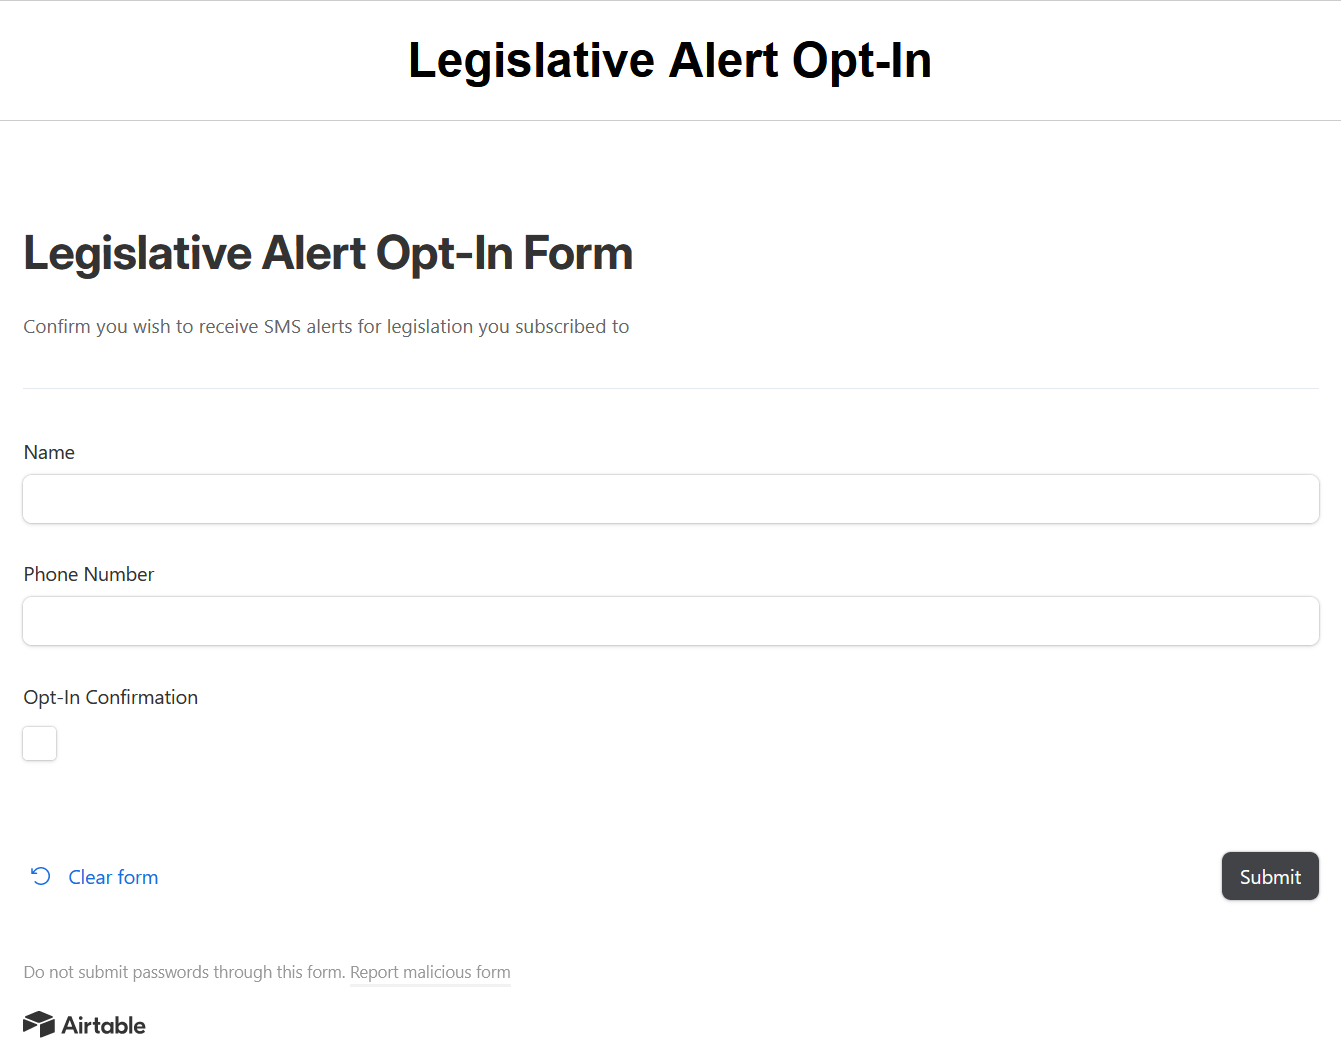 Legislative Alert Opt-In
Legislative Alert Opt-In Form
Confirm you wish to receive SMS alerts for legislation you subscribed to
Name
Phone Number
Opt-In Confirmation
Clear form
Submit
Do not submit passwords through this form. Report malicious form
Airtable